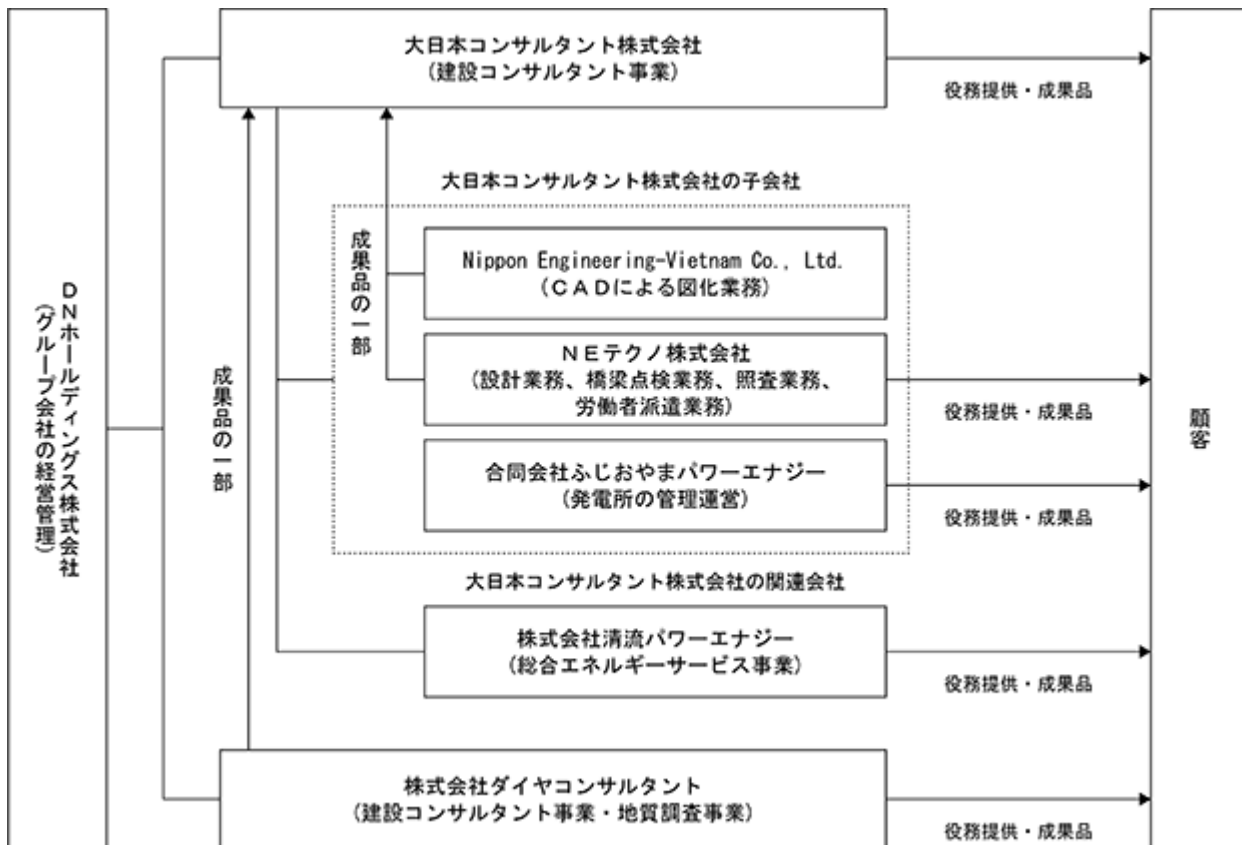 DNホールディングス株式会社
(グループ会社の経営管理)
大日本コンサルタント株式会社
(建設コンサルタント事業)
役務提供・成果品
大日本コンサルタント株式会社の子会社
成果品の一部
成果品の一部
Nippon Engineering-Vietnam Co., Ltd.
(CADによる図化業務)
NEテクノ株式会社
(設計業務、橋梁点検業務、照査業務、
労働者派遣業務)
役務提供・成果品
合同会社ふじおやまパワーエナジー
(発電所の管理運営)
役務提供・成果品
大日本コンサルタント株式会社の関連会社
株式会社清流パワーエナジー
(総合エネルギーサービス事業)
役務提供・成果品
株式会社ダイヤコンサルタント
(建設コンサルタント事業・地質調査事業)
役務提供・成果品
顧客